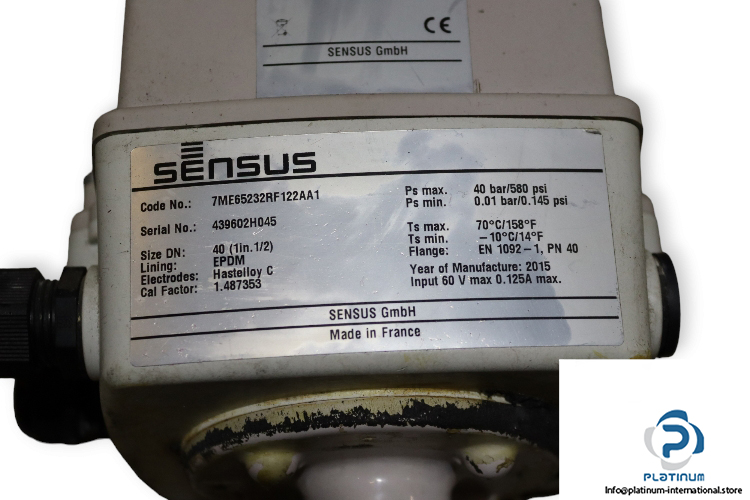 CE
SENSUS GmbH
SENSUS
Code No.: 7ME65232RF122AA1
Serial No.: 439602H045
Size DN: 40 (1in.1/2)
Lining: EPDM
Electrodes: Hastelloy C
Cal Factor: 1.487353
Ps max. 40 bar/580 psi
Ps min. 0.01 bar/0.145 psi
Ts max. 70°C/158°F
Ts min. -10°C/14°F
Flange: EN 1092-1, PN 40
Year of Manufacture: 2015
Input 60 V max 0.125A max.
SENSUS GmbH
Made in France
PLATINUM
Info@platinum-international.store